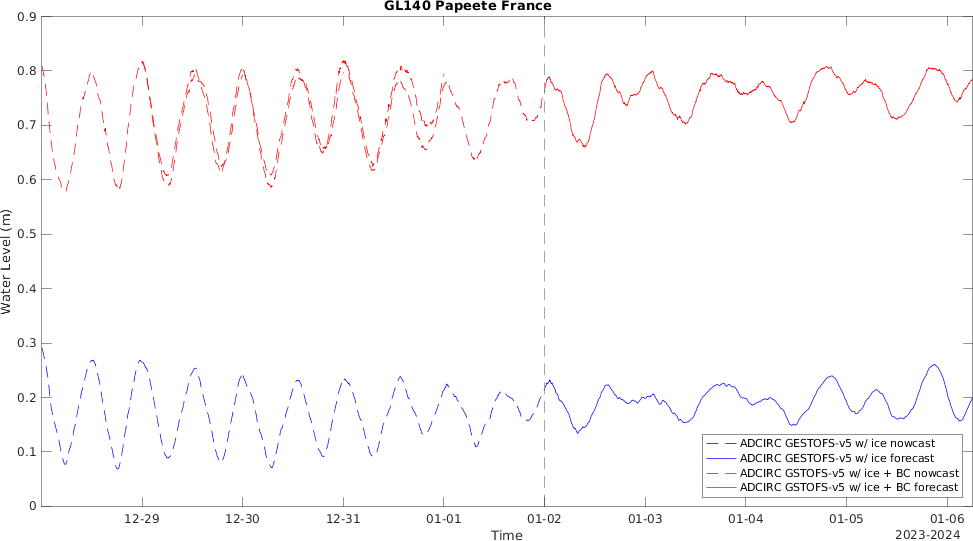 GL140 Papeete France
0.9
0.8
0.7
0.6
0.5
0.4
0.3
0.2
0.1
0
Water Level (m)
ADCIRC GESTOFS-v5 w/ ice nowcast
ADCIRC GESTOFS-v5 w/ ice forecast
ADCIRC GSTOFS-v5 w/ ice + BC nowcast
ADCIRC GSTOFS-v5 w/ ice + BC forecast
12-29 12-30 12-31 01-01 01-02 01-03 01-04 01-05 01-06
Time
2023-2024